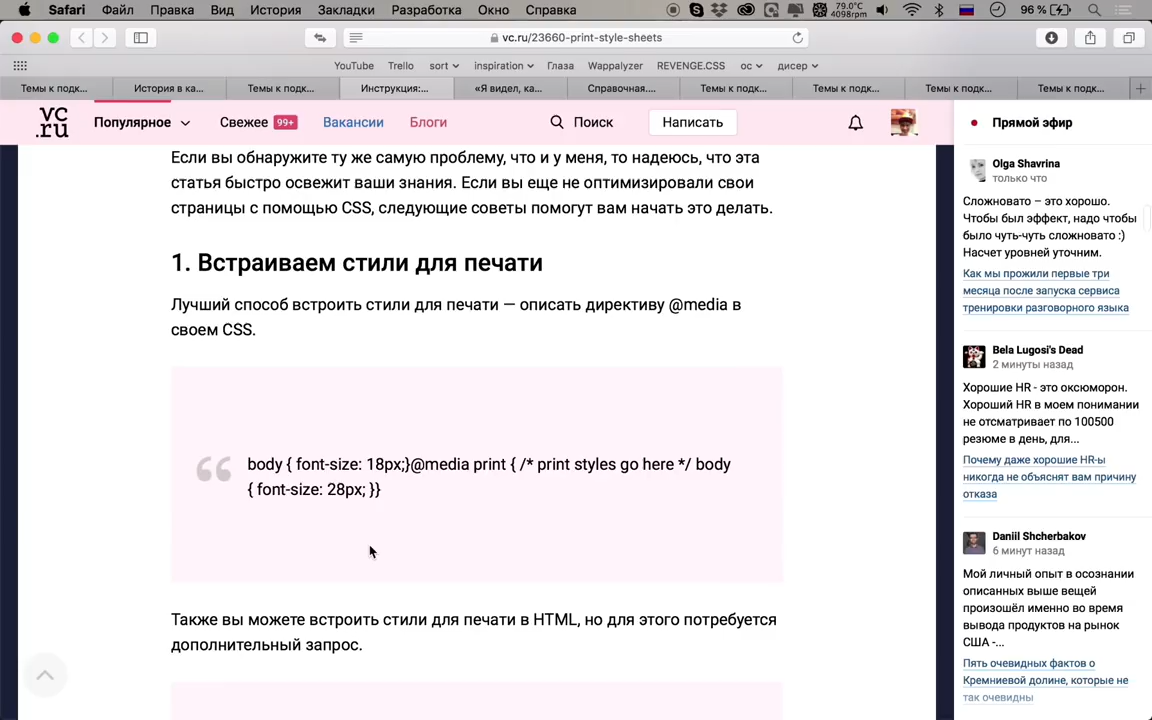 Safari Файл Правка Вид История Закладки Разработка Окно Справка 79.0°C 4098rpm 96 %
vc.ru/23660-print-style-sheets
YouTube Trello sort inspiration Глаза Wappalyzer REVENGE.CSS ос дисер
Темы к подк... История в ка... Темы к подк... Инструкция:... «Я видел, ка... Справочная.... Темы к подк... Темы к подк... Темы к подк... Темы к подк...
vc.ru Популярное Свежее 99+ Вакансии Блоги Поиск Написать
Если вы обнаружите ту же самую проблему, что и у меня, то надеюсь, что эта
статья быстро освежит ваши знания. Если вы еще не оптимизировали свои
страницы с помощью CSS, следующие советы помогут вам начать это делать.
1. Встраиваем стили для печати
Лучший способ встроить стили для печати — описать директиву @media в
своем CSS.
body { font-size: 18px;}@media print { /* print styles go here */ body
{ font-size: 28px; }}
Также вы можете встроить стили для печати в HTML, но для этого потребуется
дополнительный запрос.
Прямой эфир
Olga Shavrina
только что
Сложновато – это хорошо.
Чтобы был эффект, надо чтобы
было чуть-чуть сложновато :)
Насчет уровней уточним.
Как мы прожили первые три
месяца после запуска сервиса
тренировки разговорного языка
Bela Lugosi's Dead
2 минуты назад
Хорошие HR - это оксюморон.
Хороший HR в моем понимании
не отсматривает по 100500
резюме в день, для...
Почему даже хорошие HR-ы
никогда не объяснят вам причину
отказа
Daniil Shcherbakov
6 минут назад
Мой личный опыт в осознании
описанных выше вещей
произошёл именно во время
вывода продуктов на рынок
США -...
Пять очевидных фактов о
Кремниевой долине, которые не
так очевидны